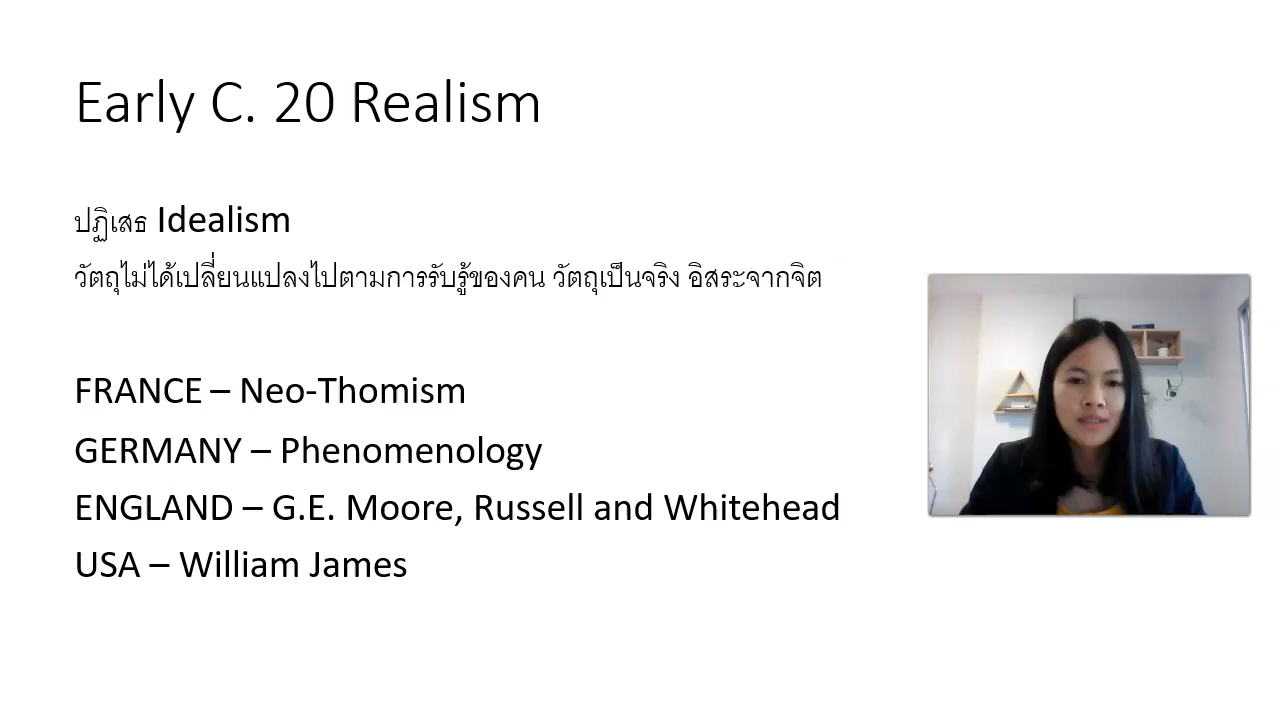 Early C. 20 Realism
ปฏิเสธ Idealism
วัตถุไม่ได้เปลี่ยนแปลงไปตามการรับรู้ของคน วัตถุเป็นจริง อิสระจากจิต
FRANCE – Neo-Thomism
GERMANY – Phenomenology
ENGLAND – G.E. Moore, Russell and Whitehead
USA – William James